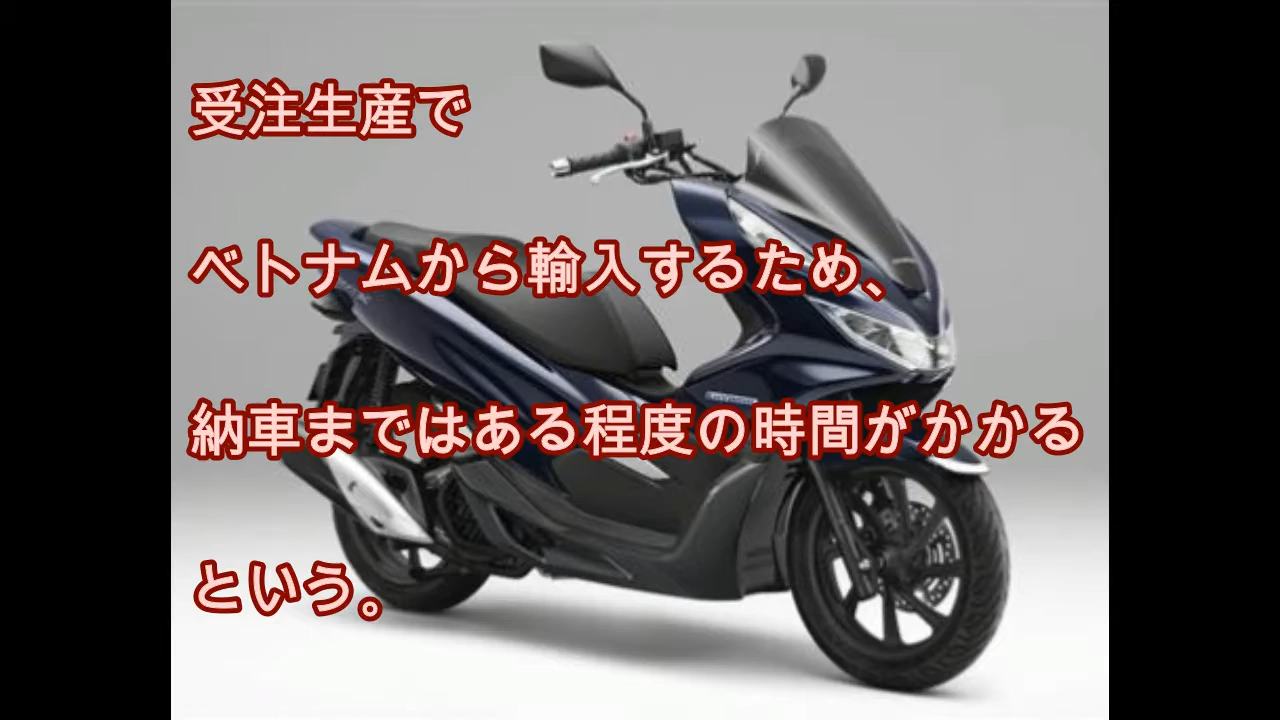 受注生産で
ベトナムから輸入するため、
納車まではある程度の時間がかかる
という。